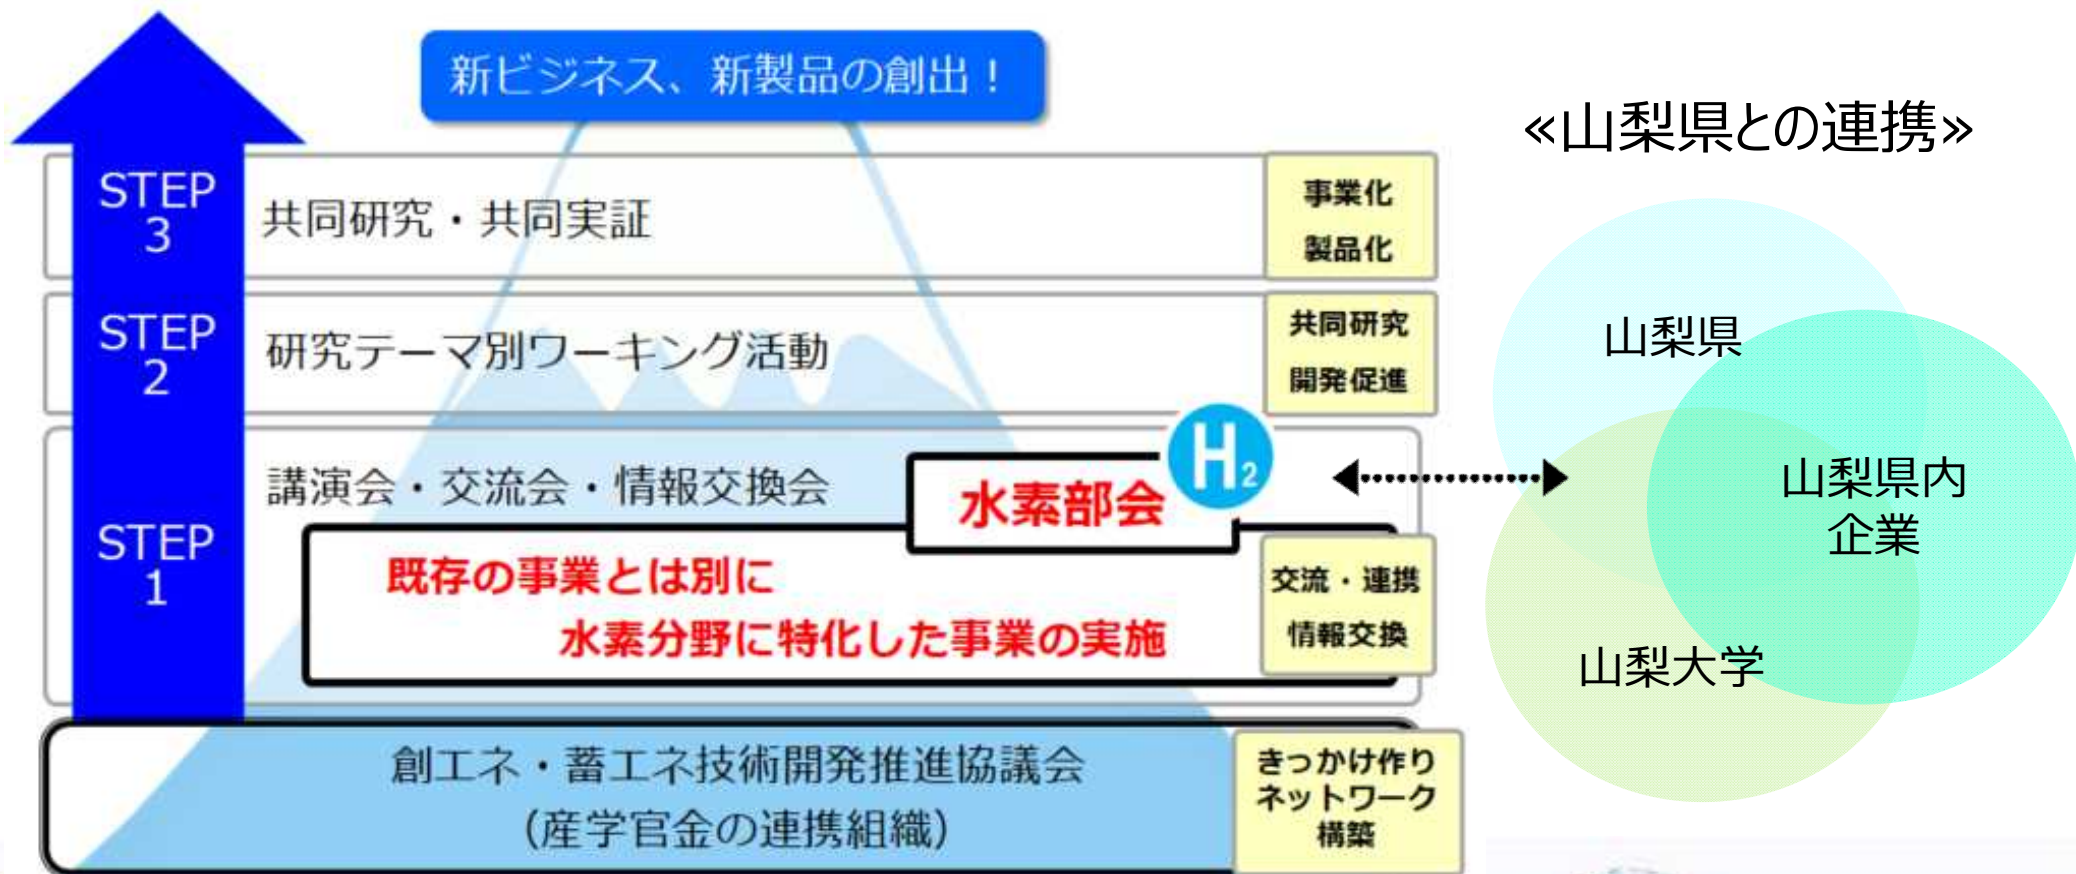 新ビジネス、新製品の創出！
«山梨県との連携»
STEP
3
共同研究・共同実証
事業化
製品化
STEP
2
研究テーマ別ワーキング活動
共同研究
開発促進
STEP
1
講演会・交流会・情報交換会
水素部会
H2
既存の事業とは別に
水素分野に特化した事業の実施
交流・連携
情報交換
創エネ・蓄エネ技術開発推進協議会
（産学官金の連携組織）
きっかけ作り
ネットワーク
構築
山梨県
山梨県内
企業
山梨大学